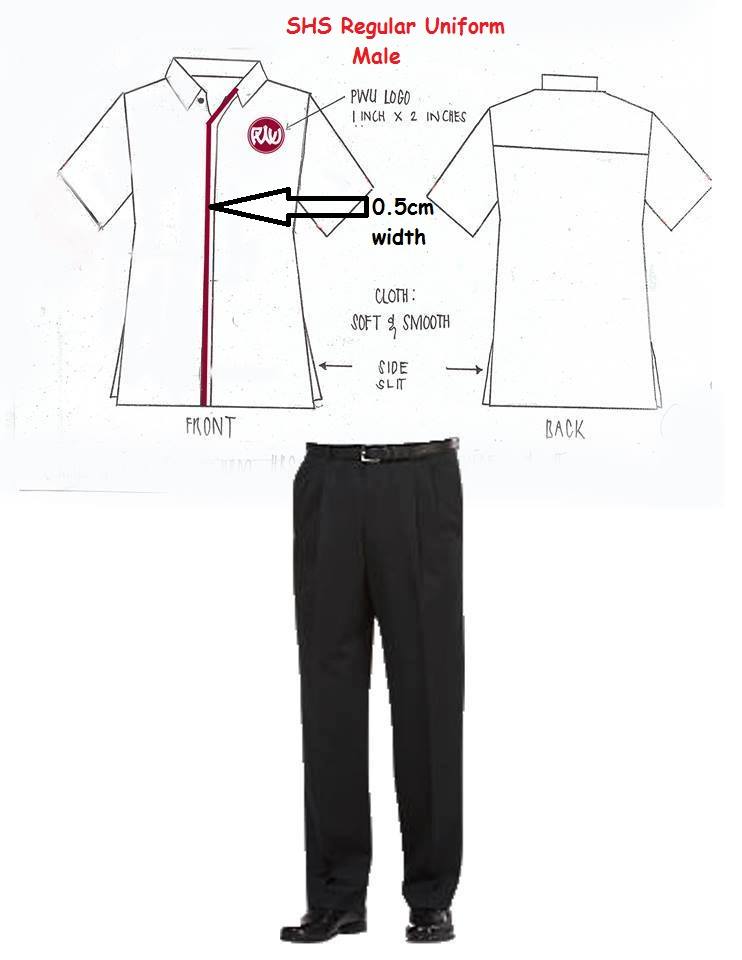 SHS Regular Uniform
Male
PWU LOGO
1 INCH X 2 INCHES
PWU
0.5cm
width
CLOTH:
SOFT & SMOOTH
SIDE
SLIT
FRONT
BACK